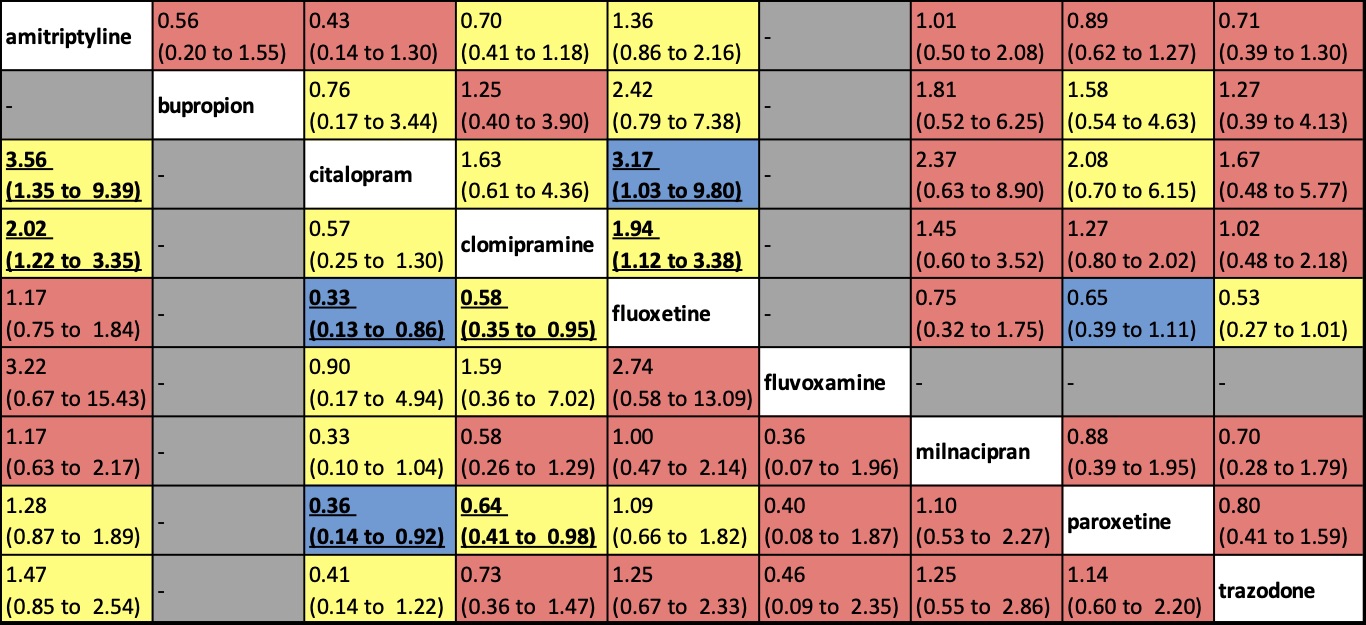 amitriptyline
0.56
(0.20 to 1.55)
0.43
(0.14 to 1.30)
0.70
(0.41 to 1.18)
1.36
(0.86 to 2.16)
-
1.01
(0.50 to 2.08)
0.89
(0.62 to 1.27)
0.71
(0.39 to 1.30)
-
bupropion
0.76
(0.17 to 3.44)
1.25
(0.40 to 3.90)
2.42
(0.79 to 7.38)
-
1.81
(0.52 to 6.25)
1.58
(0.54 to 4.63)
1.27
(0.39 to 4.13)
3.56
(1.35 to 9.39)
-
citalopram
1.63
(0.61 to 4.36)
3.17
(1.03 to 9.80)
-
2.37
(0.63 to 8.90)
2.08
(0.70 to 6.15)
1.67
(0.48 to 5.77)
2.02
(1.22 to 3.35)
-
0.57
(0.25 to 1.30)
clomipramine
1.94
(1.12 to 3.38)
-
1.45
(0.60 to 3.52)
1.27
(0.80 to 2.02)
1.02
(0.48 to 2.18)
1.17
(0.75 to 1.84)
-
0.33
(0.13 to 0.86)
0.58
(0.35 to 0.95)
fluoxetine
-
0.75
(0.32 to 1.75)
0.65
(0.39 to 1.11)
0.53
(0.27 to 1.01)
3.22
(0.67 to 15.43)
-
0.90
(0.17 to 4.94)
1.59
(0.36 to 7.02)
2.74
(0.58 to 13.09)
fluvoxamine
-
-
-
1.17
(0.63 to 2.17)
-
0.33
(0.10 to 1.04)
0.58
(0.26 to 1.29)
1.00
(0.47 to 2.14)
0.36
(0.07 to 1.96)
milnacipran
0.88
(0.39 to 1.95)
0.70
(0.28 to 1.79)
1.28
(0.87 to 1.89)
-
0.36
(0.14 to 0.92)
0.64
(0.41 to 0.98)
1.09
(0.66 to 1.82)
0.40
(0.08 to 1.87)
1.10
(0.53 to 2.27)
paroxetine
0.80
(0.41 to 1.59)
1.47
(0.85 to 2.54)
-
0.41
(0.14 to 1.22)
0.73
(0.36 to 1.47)
1.25
(0.67 to 2.33)
0.46
(0.09 to 2.35)
1.25
(0.55 to 2.86)
1.14
(0.60 to 2.20)
trazodone